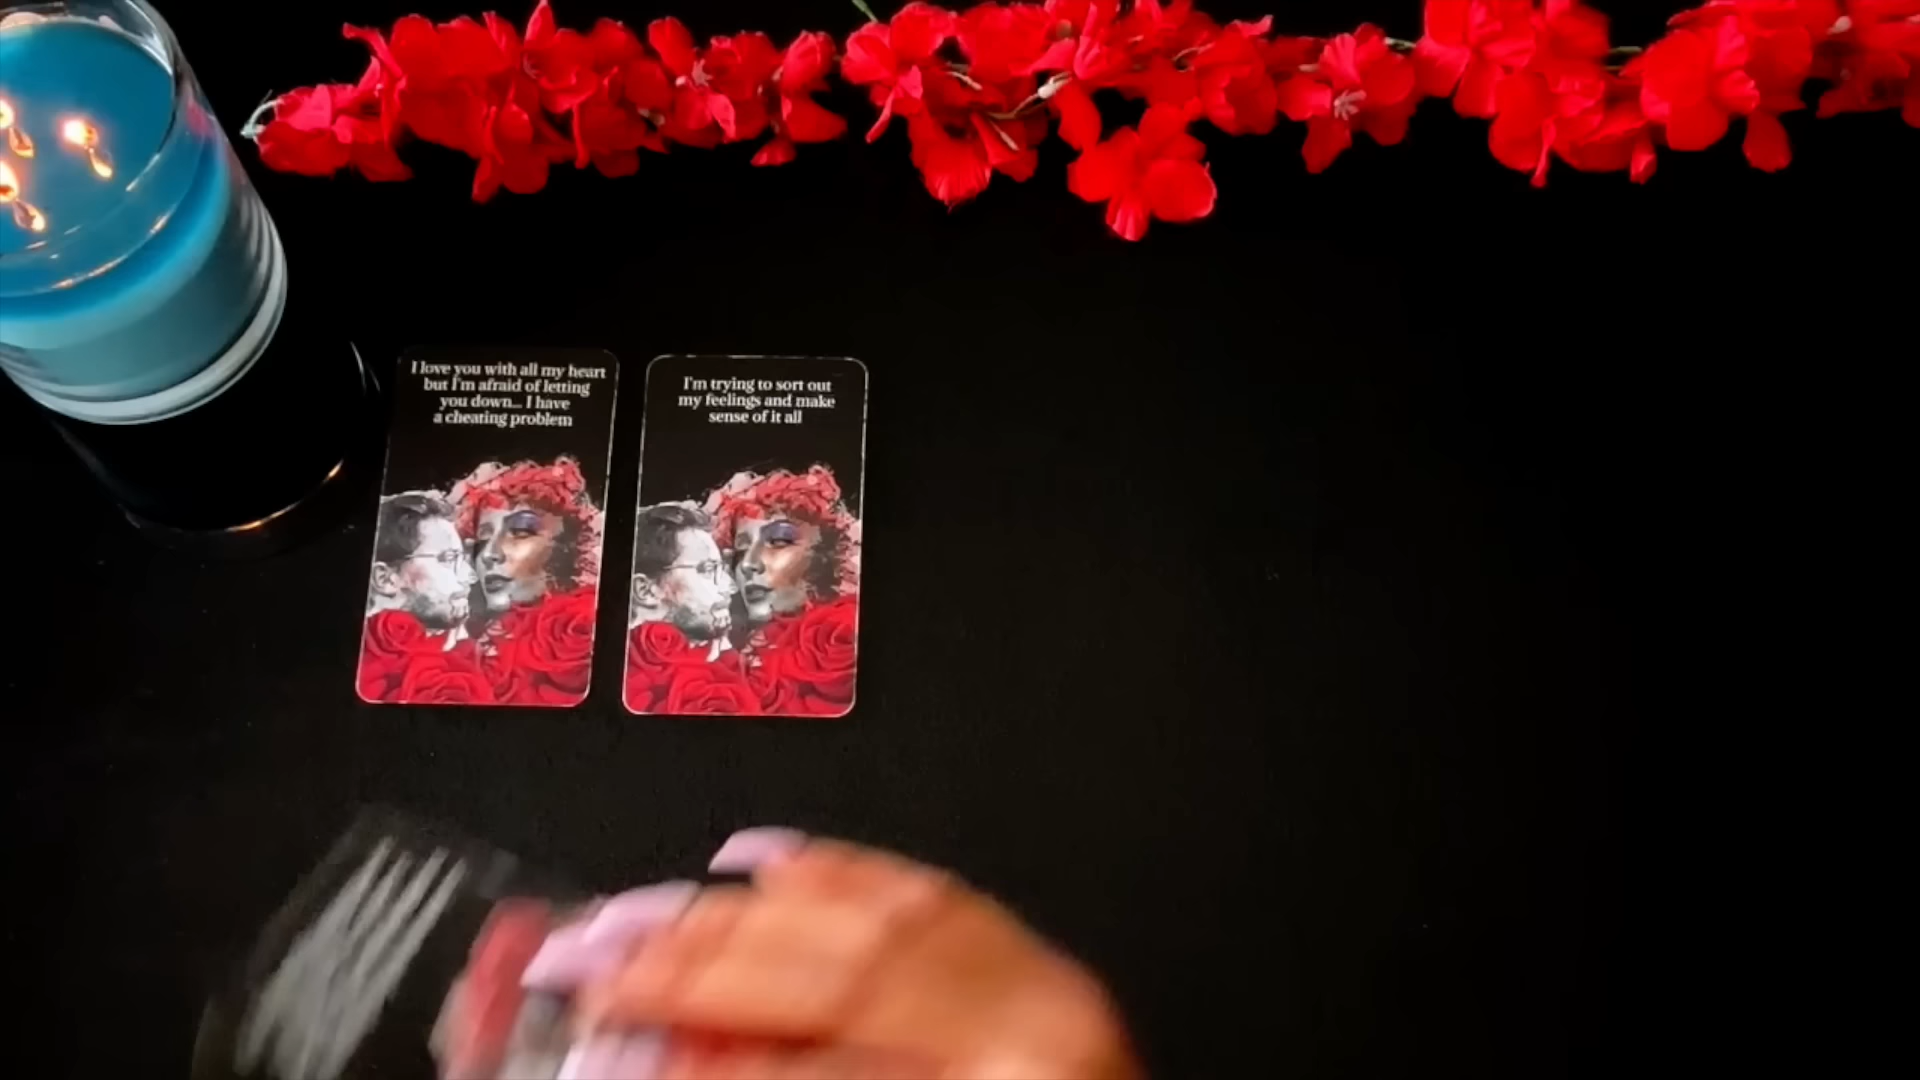 I love you with all my heart
but I'm afraid of letting
you down... I have
a cheating problem
I'm trying to sort out
my feelings and make
sense of it all